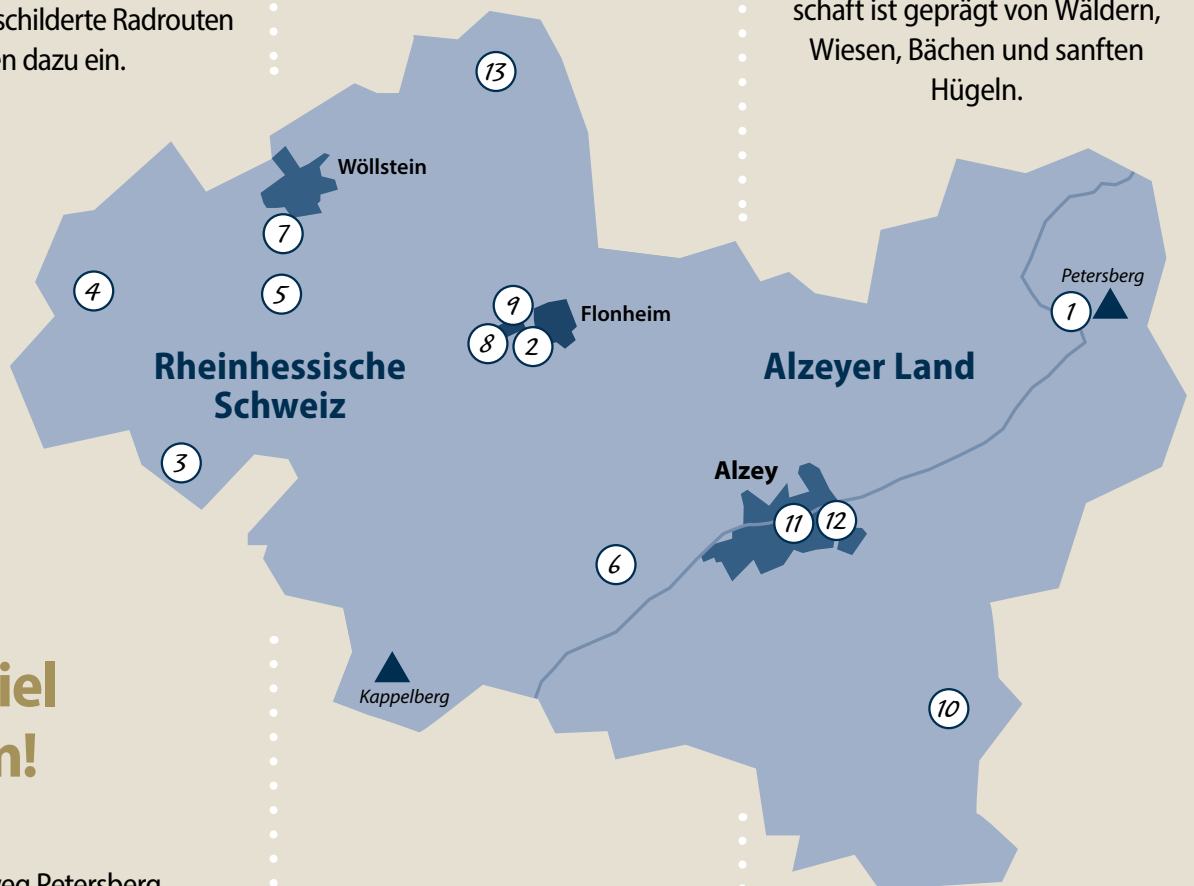 schilderte Radrouten
en dazu ein.
schaft ist geprägt von Wäldern,
Wiesen, Bächen und sanften
Hügeln.
13
Wöllstein
7
4
5
9
Flonheim
8
2
Petersberg
1
Rheinhessische
Schweiz
Alzeyer Land
3
Alzey
11
12
6
Kappelberg
10
iel
n!
weg Petersberg